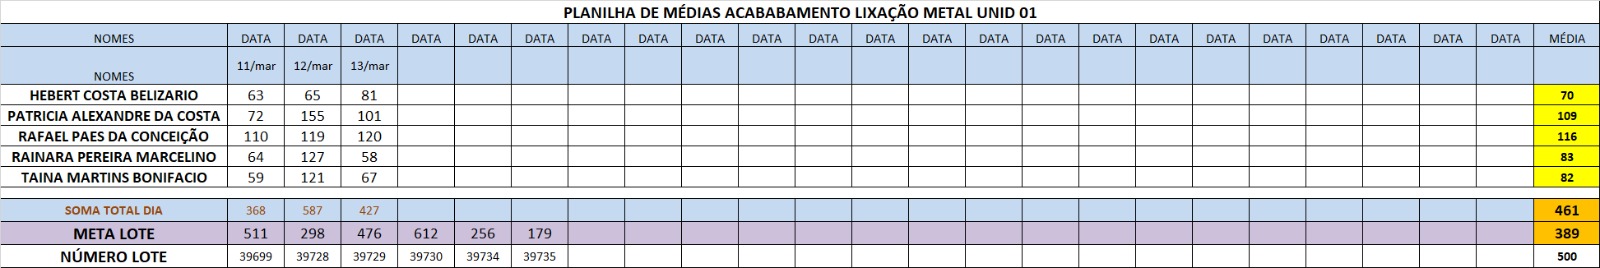 PLANILHA DE MÉDIAS ACABABAMENTO LIXAÇÃO METAL UNID 01
NOMES DATA DATA DATA DATA DATA DATA DATA DATA DATA DATA DATA DATA DATA DATA DATA DATA DATA DATA DATA DATA DATA DATA DATA MÉDIA
NOMES 11/mar 12/mar 13/mar
HEBERT COSTA BELIZARIO 63 65 81 70
PATRICIA ALEXANDRE DA COSTA 72 155 101 109
RAFAEL PAES DA CONCEIÇÃO 110 119 120 116
RAINARA PEREIRA MARCELINO 64 127 58 83
TAINA MARTINS BONIFACIO 59 121 67 82
SOMA TOTAL DIA 368 587 427 461
META LOTE 511 298 476 612 256 179 389
NÚMERO LOTE 39699 39728 39729 39730 39734 39735 500